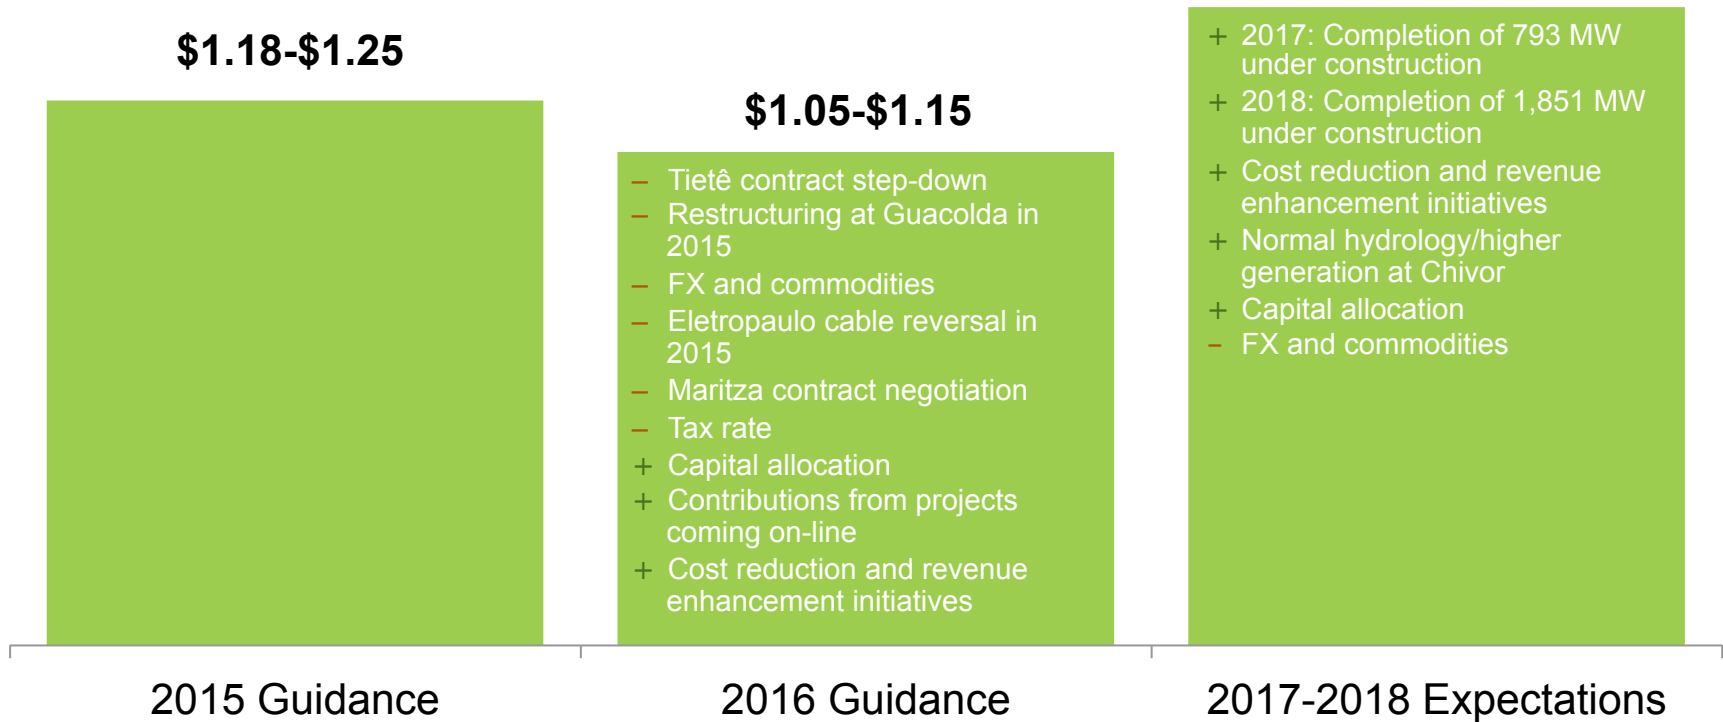 $1.18-$1.25
2015 Guidance
$1.05-$1.15
– Tietê contract step-down
– Restructuring at Guacolda in
2015
– FX and commodities
– Eletropaulo cable reversal in
2015
– Maritza contract negotiation
– Tax rate
+ Capital allocation
+ Contributions from projects
coming on-line
+ Cost reduction and revenue
enhancement initiatives
2016 Guidance
+ 2017: Completion of 793 MW
under construction
+ 2018: Completion of 1,851 MW
under construction
+ Cost reduction and revenue
enhancement initiatives
+ Normal hydrology/higher
generation at Chivor
+ Capital allocation
– FX and commodities
2017-2018 Expectations